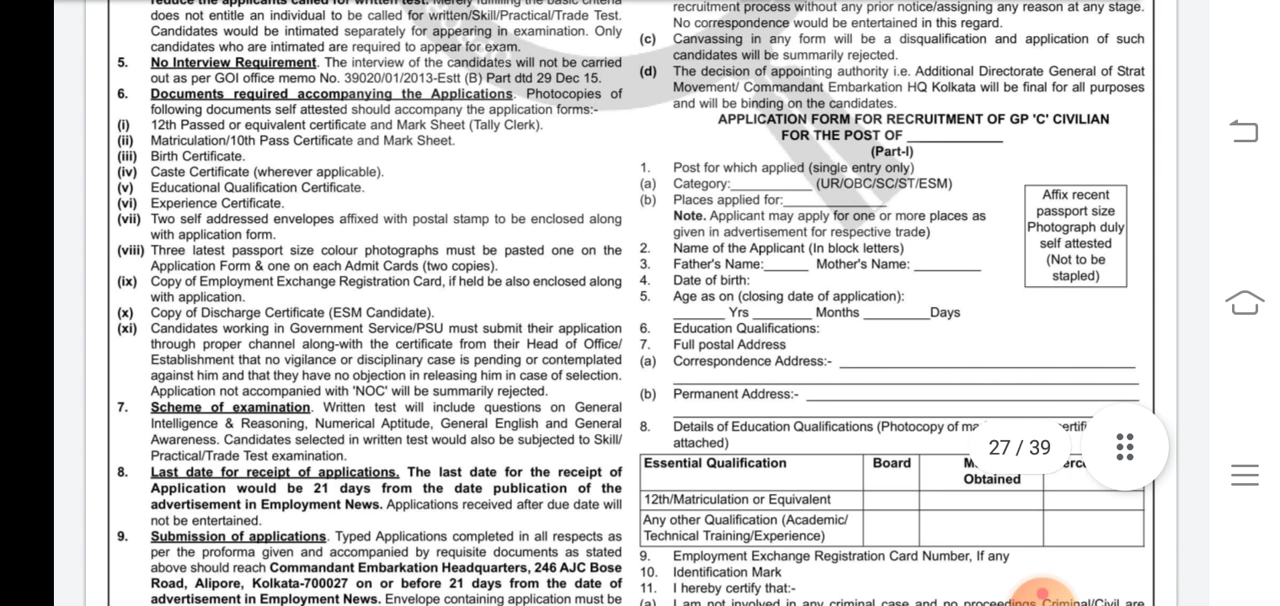 does not entitle an individual to be called for written/Skill/Practical/Trade Test.
Candidates would be intimated separately for appearing in examination. Only
candidates who are intimated are required to appear for exam.
5. No Interview Requirement. The interview of the candidates will not be carried
out as per GOI office memo No. 39020/01/2013-Estt (B) Part dtd 29 Dec 15.
6. Documents required accompanying the Applications. Photocopies of
following documents self attested should accompany the application forms:-
(i) 12th Passed or equivalent certificate and Mark Sheet (Tally Clerk).
(ii) Matriculation/10th Pass Certificate and Mark Sheet.
(iii) Birth Certificate.
(iv) Caste Certificate (wherever applicable).
(v) Educational Qualification Certificate.
(vi) Experience Certificate.
(vii) Two self addressed envelopes affixed with postal stamp to be enclosed along
with application form.
(viii) Three latest passport size colour photographs must be pasted one on the
Application Form & one on each Admit Cards (two copies).
(ix) Copy of Employment Exchange Registration Card, if held be also enclosed along
with application.
(x) Copy of Discharge Certificate (ESM Candidate).
(xi) Candidates working in Government Service/PSU must submit their application
through proper channel along-with the certificate from their Head of Office/
Establishment that no vigilance or disciplinary case is pending or contemplated
against him and that they have no objection in releasing him in case of selection.
Application not accompanied with 'NOC' will be summarily rejected.
7. Scheme of examination. Written test will include questions on General
Intelligence & Reasoning, Numerical Aptitude, General English and General
Awareness. Candidates selected in written test would also be subjected to Skill/
Practical/Trade Test examination.
8. Last date for receipt of applications. The last date for the receipt of
Application would be 21 days from the date publication of the
advertisement in Employment News. Applications received after due date will
not be entertained.
9. Submission of applications. Typed Applications completed in all respects as
per the proforma given and accompanied by requisite documents as stated
above should reach Commandant Embarkation Headquarters, 246 AJC Bose
Road, Alipore, Kolkata-700027 on or before 21 days from the date of
advertisement in Employment News. Envelope containing application must be
recruitment process without any prior notice/assigning any reason at any stage.
No correspondence would be entertained in this regard.
(c) Canvassing in any form will be a disqualification and application of such
candidates will be summarily rejected.
(d) The decision of appointing authority i.e. Additional Directorate General of Strat
Movement/ Commandant Embarkation HQ Kolkata will be final for all purposes
and will be binding on the candidates.
APPLICATION FORM FOR RECRUITMENT OF GP 'C' CIVILIAN
FOR THE POST OF ____________
(Part-I)
1. Post for which applied (single entry only)
(a) Category:__________ (UR/OBC/SC/ST/ESM)
(b) Places applied for:____________
Note. Applicant may apply for one or more places as
given in advertisement for respective trade)
Affix recent
passport size
Photograph duly
self attested
(Not to be
stapled)
2. Name of the Applicant (In block letters)
3. Father's Name:______ Mother's Name: ________
4. Date of birth:
5. Age as on (closing date of application):
______ Yrs _______ Months ________Days
6. Education Qualifications:
7. Full postal Address
(a) Correspondence Address:-
(b) Permanent Address:-
8. Details of Education Qualifications (Photocopy of
attached)
Essential Qualification Board
Obtained
12th/Matriculation or Equivalent
Any other Qualification (Academic/
Technical Training/Experience)
27 / 39
9. Employment Exchange Registration Card Number, If any
10. Identification Mark
11. I hereby certify that:-
(a) I am not involved in any criminal case and no proceedings Criminal/Civil are